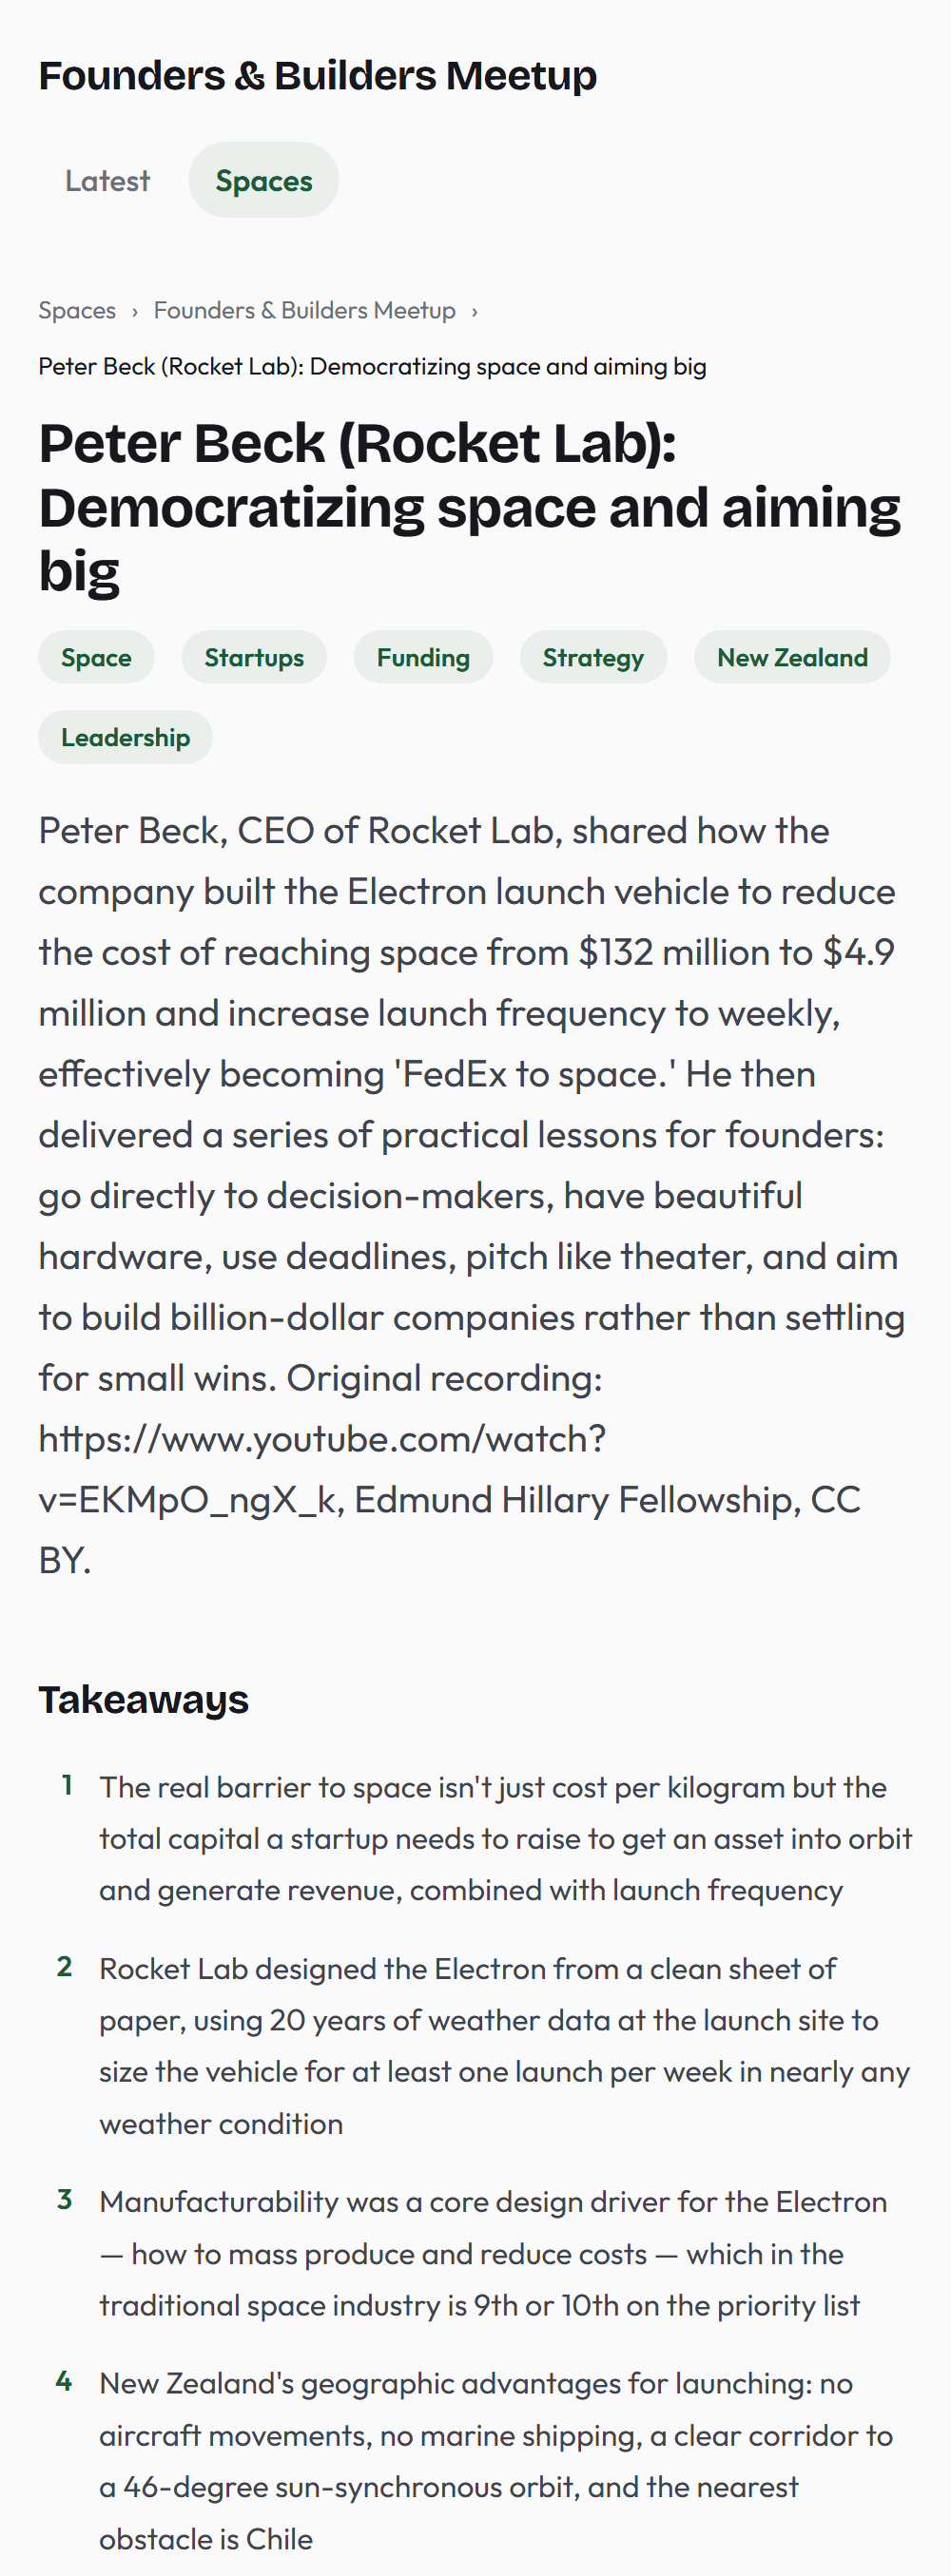 Founders & Builders Meetup
Latest
Spaces
Spaces › Founders & Builders Meetup ›
Peter Beck (Rocket Lab): Democratizing space and aiming big
Peter Beck (Rocket Lab):
Democratizing space and aiming
big
Space Startups Funding Strategy New Zealand
Leadership
Peter Beck, CEO of Rocket Lab, shared how the
company built the Electron launch vehicle to reduce
the cost of reaching space from $132 million to $4.9
million and increase launch frequency to weekly,
effectively becoming 'FedEx to space.' He then
delivered a series of practical lessons for founders:
go directly to decision-makers, have beautiful
hardware, use deadlines, pitch like theater, and aim
to build billion-dollar companies rather than settling
for small wins. Original recording:
https://www.youtube.com/watch?
v=EKMpO_ngX_k, Edmund Hillary Fellowship, CC
BY.
Takeaways
1 The real barrier to space isn't just cost per kilogram but the
total capital a startup needs to raise to get an asset into orbit
and generate revenue, combined with launch frequency
2 Rocket Lab designed the Electron from a clean sheet of
paper, using 20 years of weather data at the launch site to
size the vehicle for at least one launch per week in nearly any
weather condition
3 Manufacturability was a core design driver for the Electron
— how to mass produce and reduce costs — which in the
traditional space industry is 9th or 10th on the priority list
4 New Zealand's geographic advantages for launching: no
aircraft movements, no marine shipping, a clear corridor to
a 46-degree sun-synchronous orbit, and the nearest
obstacle is Chile